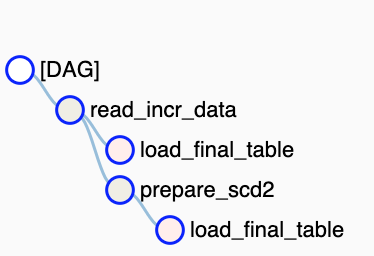 [DAG]
read_incr_data
load_final_table
prepare_scd2
load_final_table